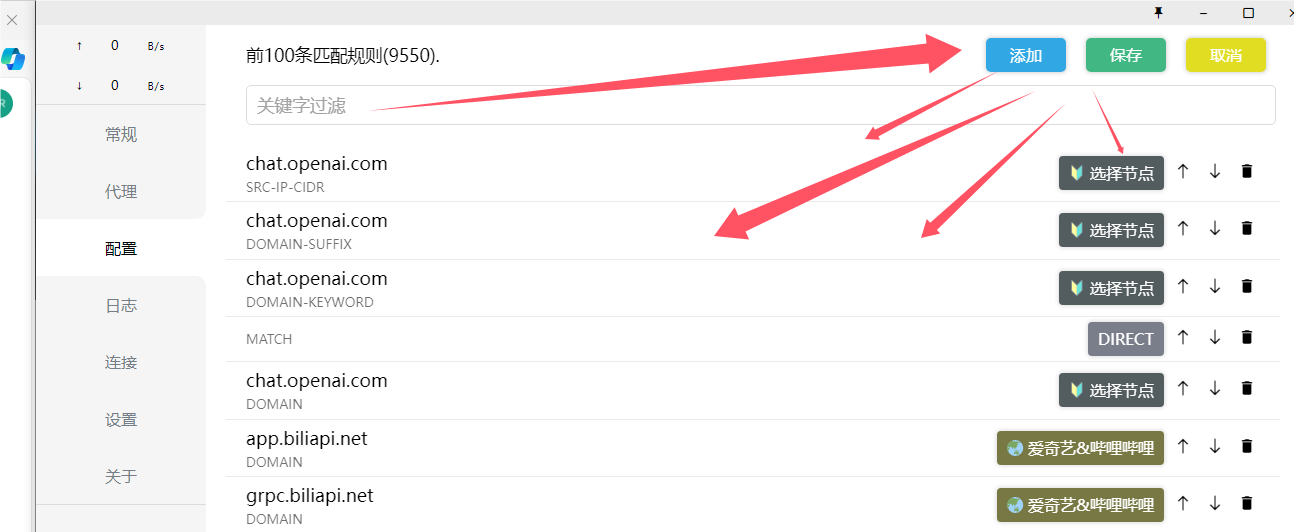 ↑ 0 B/s
↓ 0 B/s
常规
代理
配置
日志
连接
设置
关于
前100条匹配规则(9550).
添加 保存 取消
关键字过滤
chat.openai.com
SRC-IP-CIDR
选择节点
chat.openai.com
DOMAIN-SUFFIX
选择节点
chat.openai.com
DOMAIN-KEYWORD
选择节点
MATCH
DIRECT
chat.openai.com
DOMAIN
选择节点
app.biliapi.net
DOMAIN
爱奇艺&哔哩哔哩
grpc.biliapi.net
DOMAIN
爱奇艺&哔哩哔哩